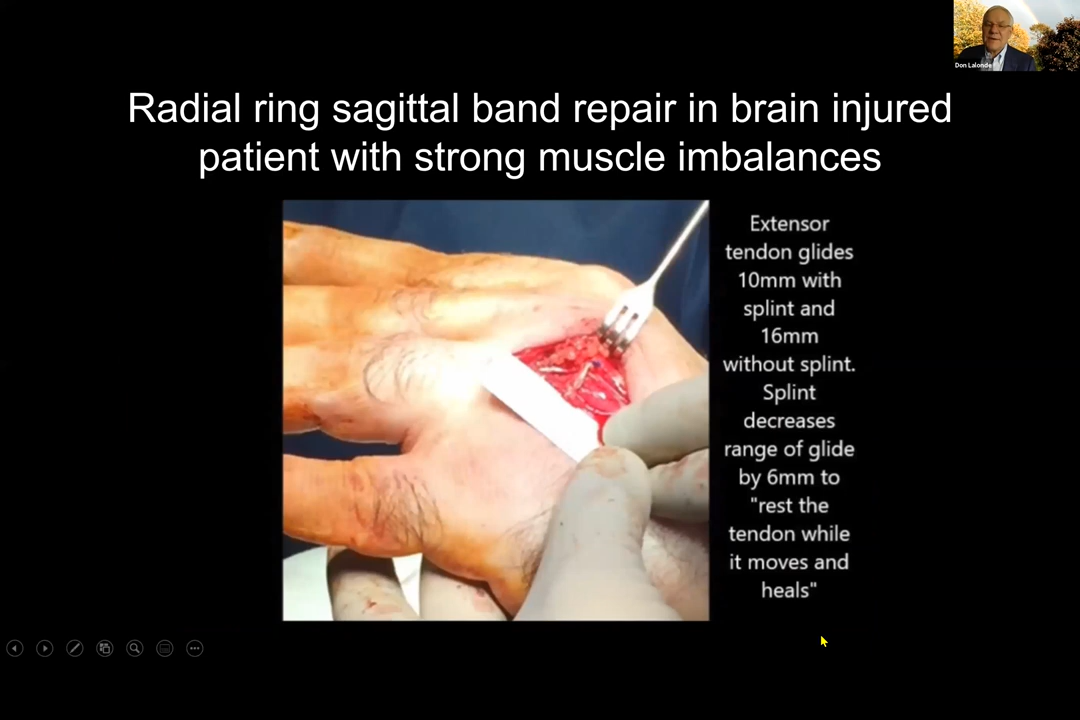 Don Lalonde
Radial ring sagittal band repair in brain injured
patient with strong muscle imbalances
Extensor
tendon glides
10mm with
splint and
16mm
without splint.
Splint
decreases
range of glide
by 6mm to
"rest the
tendon while
it moves and
heals"